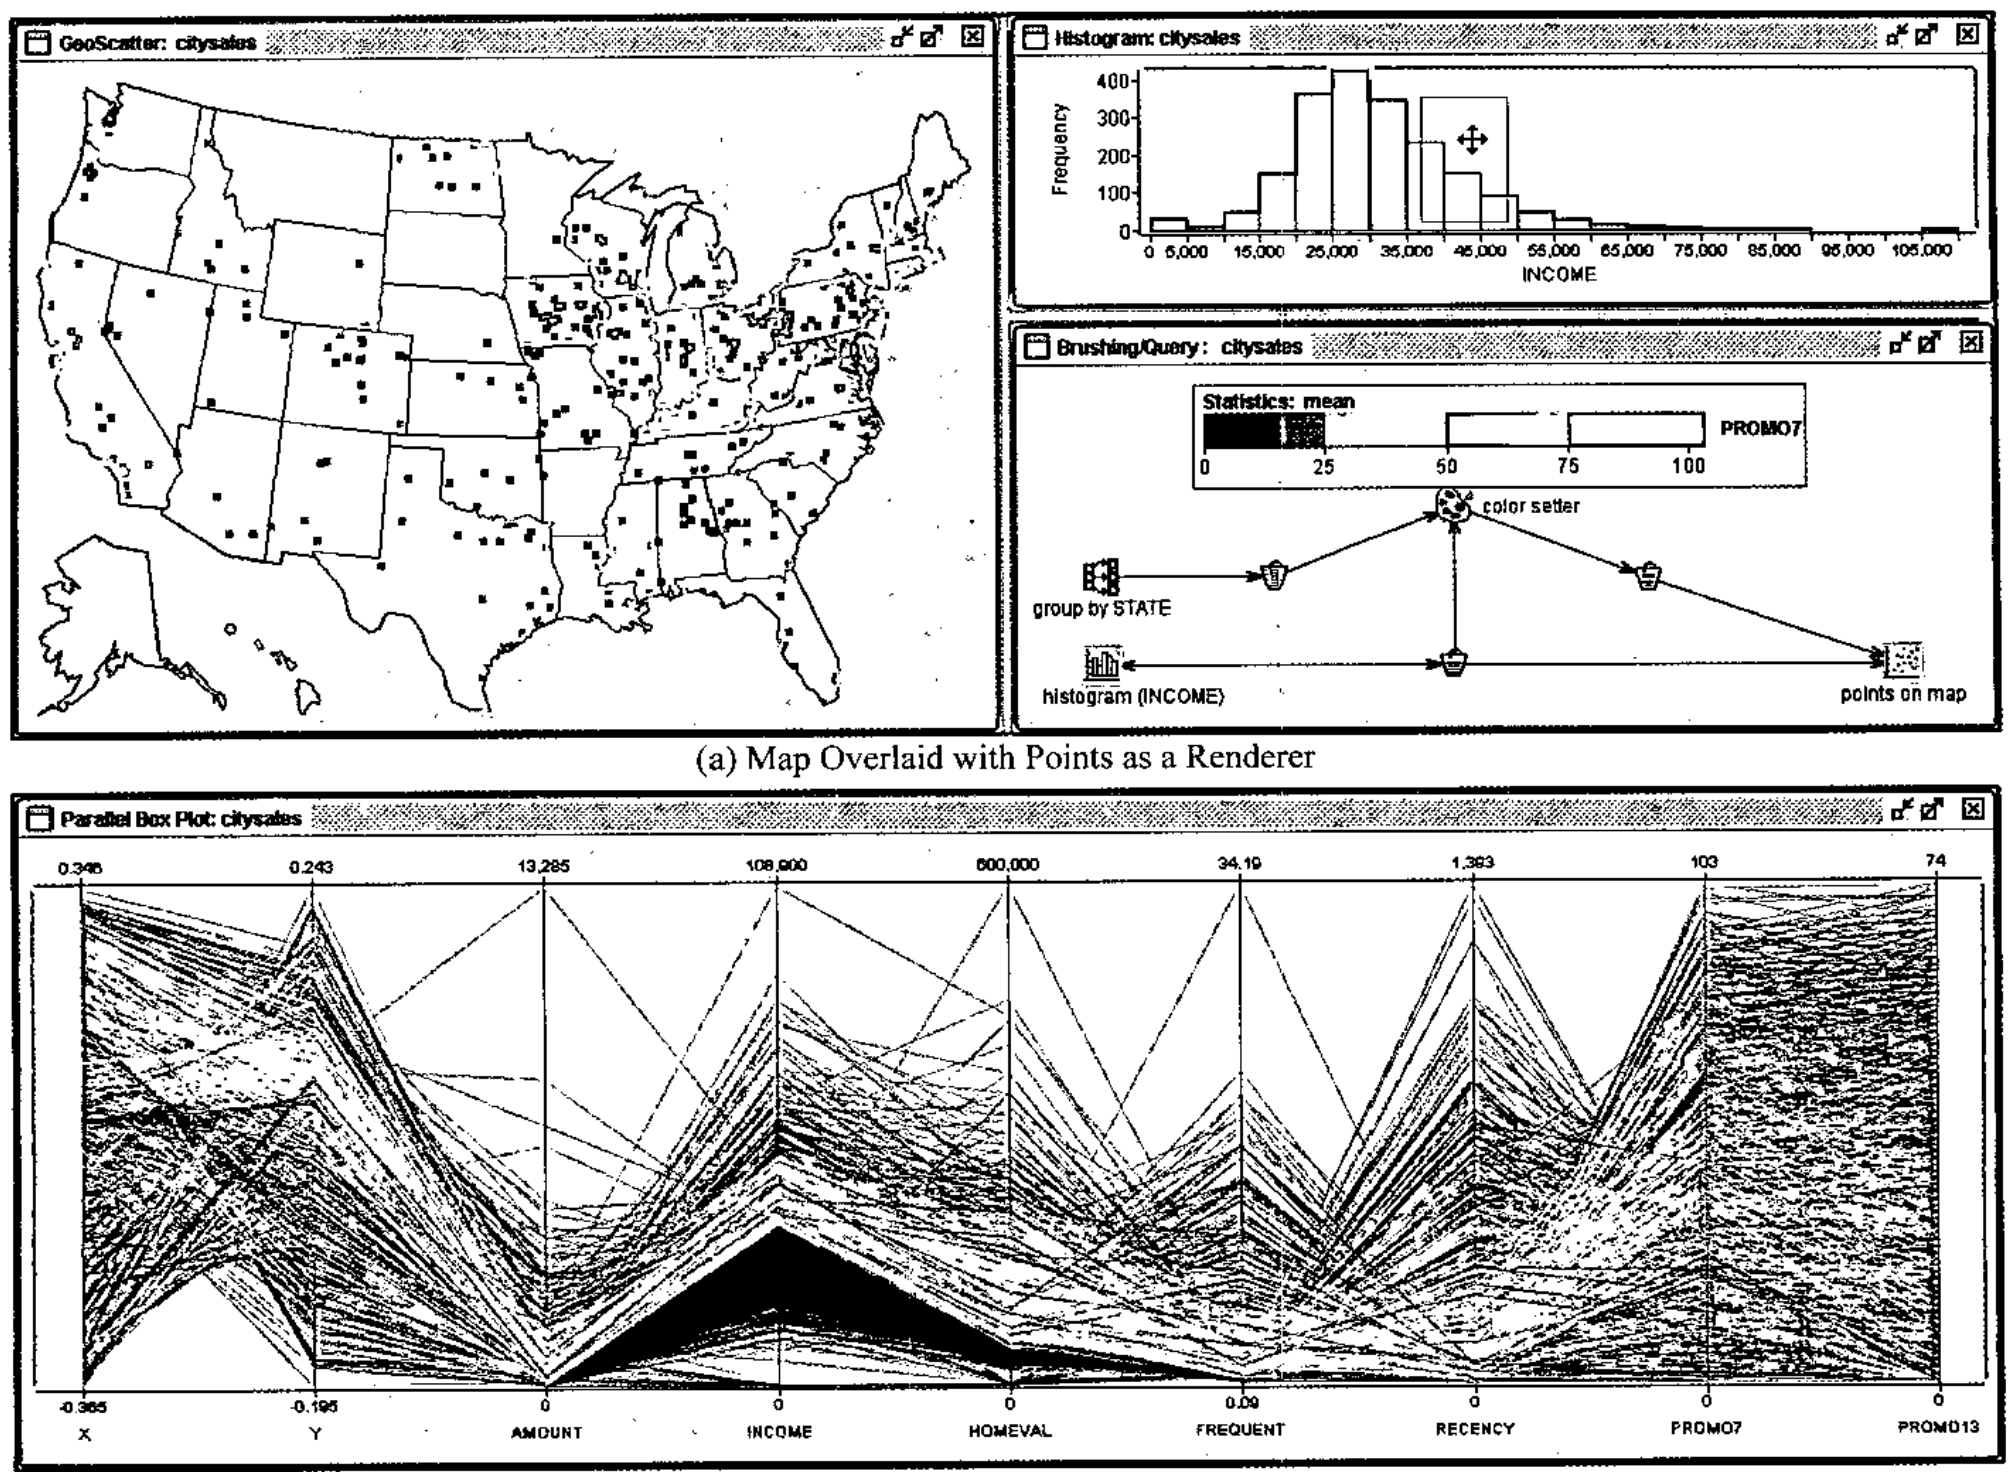 GeoScatter: citysales
Histogram: citysales
400
300
200
100
0
Frequency
0 5,000 15,000 25,000 35,000 45,000 55,000 65,000 75,000 85,000 95,000 105,000
INCOME
Brushing/Query: citysales
Statistics: mean
PROMO7
0 25 50 75 100
color setter
group by STATE
histogram (INCOME)
points on map
(a) Map Overlaid with Points as a Renderer
Parallel Box Plot: citysales
0.346 0.243 13,285 108,900 600,000 34.19 1,383 103 74
-0.365 -0.195 0 0 0 0.09 0 0 0
X Y AMOUNT INCOME HOMEVAL FREQUENT RECENCY PROMO7 PROMO13